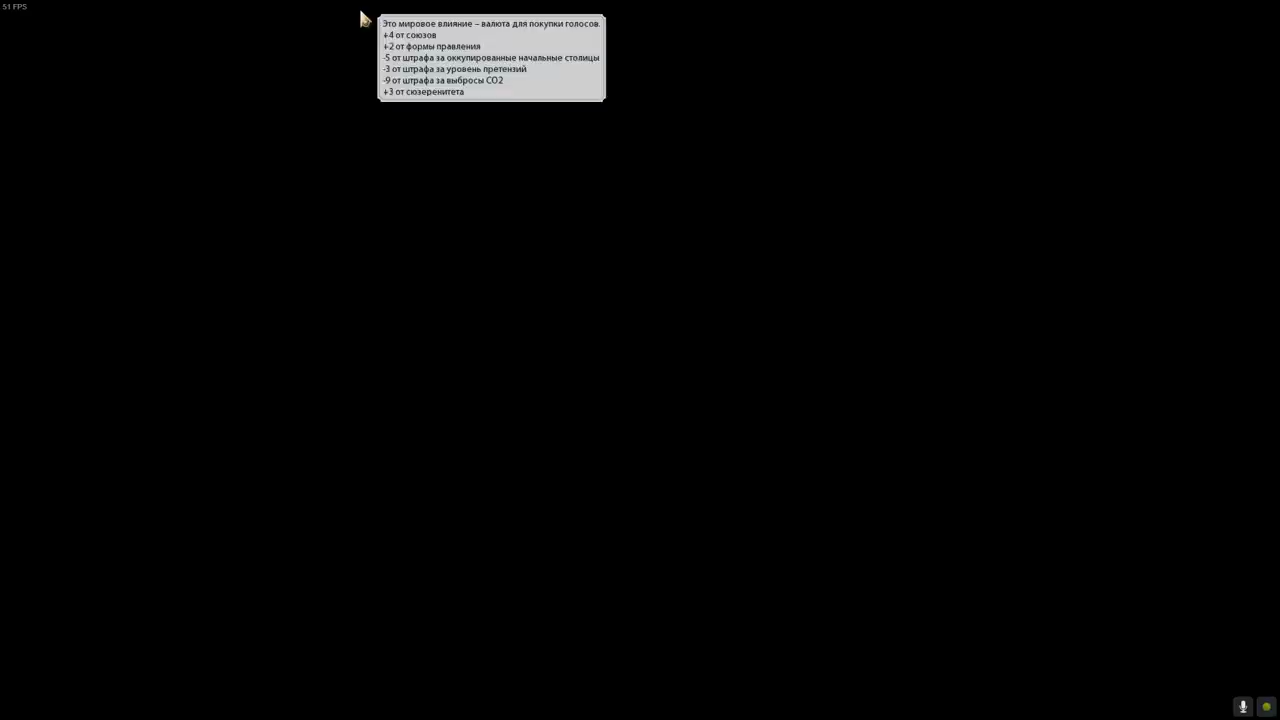 51 FPS
Это мировое влияние – валюта для покупки голосов.
+4 от союзов
+2 от формы правления
-5 от штрафа за оккупированные начальные столицы
-3 от штрафа за уровень претензий
-9 от штрафа за выбросы CO2
+3 от сюзеренитета